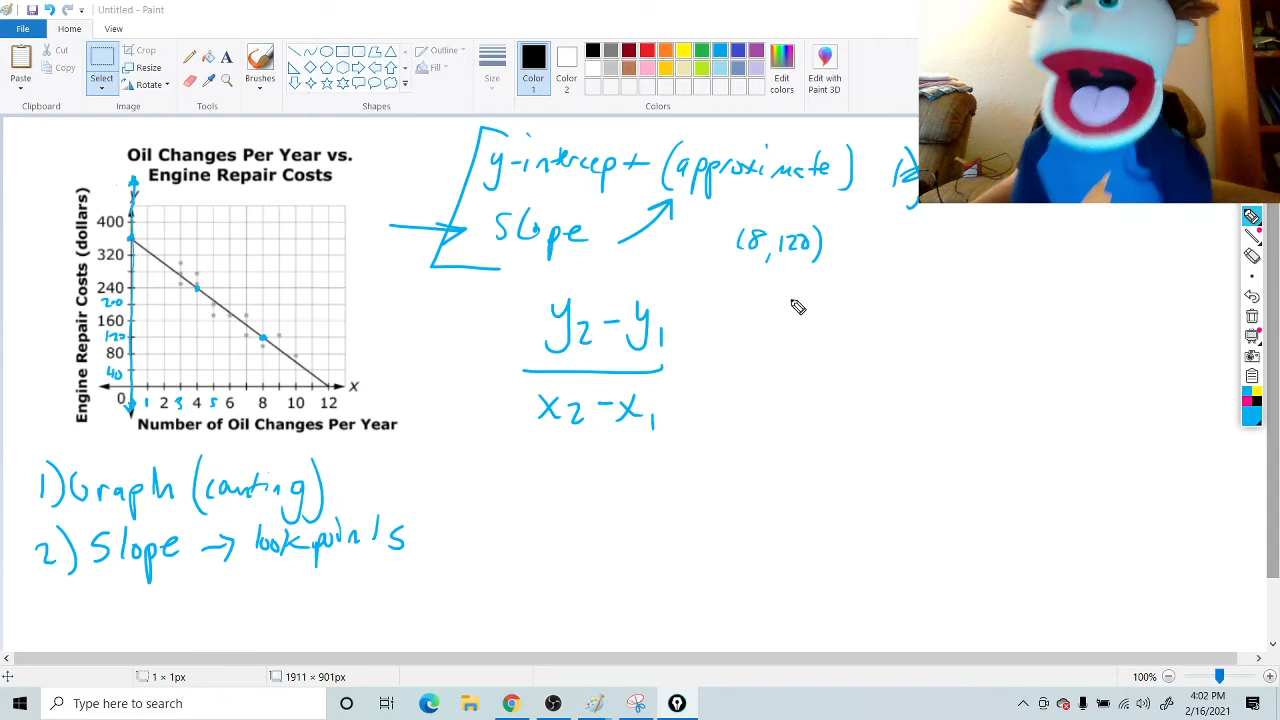 Untitled - Paint
File
Home
View
Paste
Cut
Copy
Clipboard
Select
Crop
Resize
Rotate
Image
A
Tools
Brushes
Outline
Fill
Shapes
Size
Color 1
Color 2
Edit colors
Colors
Edit with Paint 3D
Oil Changes Per Year vs.
Engine Repair Costs
Engine Repair Costs (dollars)
y
400
320
240
200
160
120
80
40
0 1 2 3 4 5 6 8 10 12
x
Number of Oil Changes Per Year
y-intercept (approximate)
slope
(8, 120)
y2 - y1
x2 - x1
1) Graph (counting)
2) Slope → look points
1 × 1px
1911 × 901px
100%
Type here to search
4:02 PM
2/16/2021